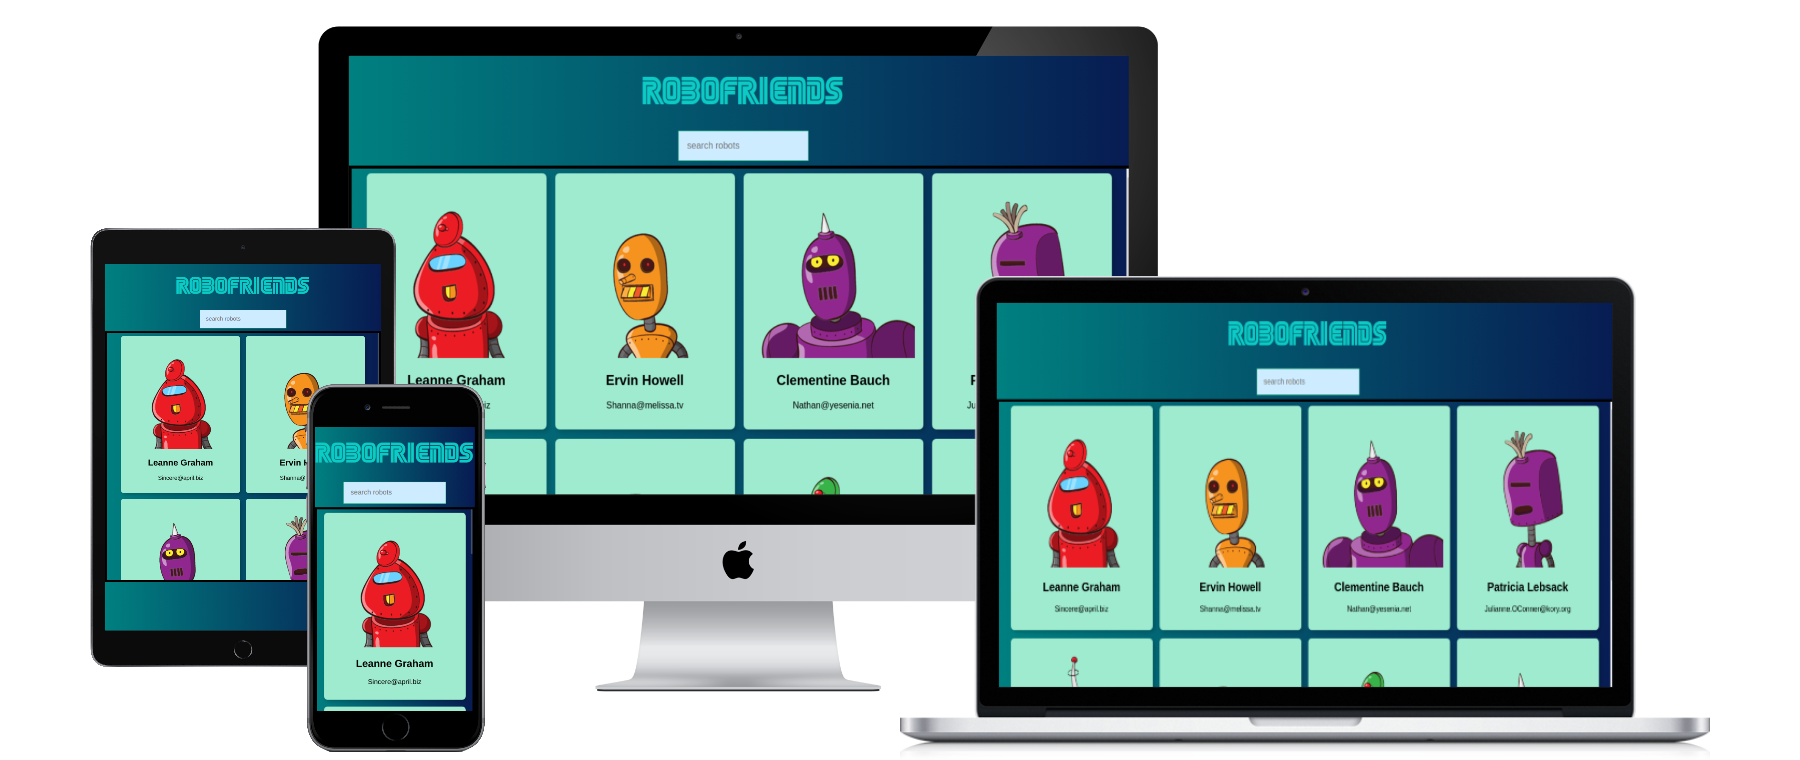 ROBOFRIENDS
search robots
Leanne Graham
Ervin Howell
Shanna@melissa.tv
Clementine Bauch
Nathan@yesenia.net
ROBOFRIENDS
search robots
Leanne Graham
Sincere@april.biz
Ervin H
Shanna@
ROBOFRIENDS
search robots
Leanne Graham
Sincere@april.biz
ROBOFRIENDS
search robots
Leanne Graham
Sincere@april.biz
Ervin Howell
Shanna@melissa.tv
Clementine Bauch
Nathan@yesenia.net
Patricia Lebsack
Julianne.OConner@kory.org